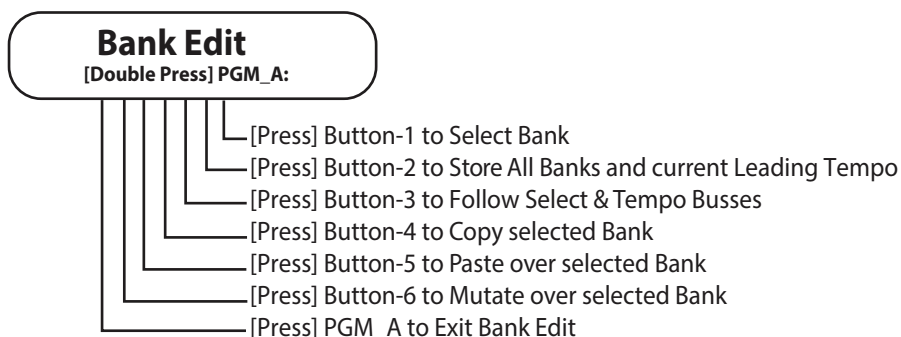 Bank Edit
[Double Press] PGM_A:
[Press] Button-1 to Select Bank
[Press] Button-2 to Store All Banks and current Leading Tempo
[Press] Button-3 to Follow Select & Tempo Busses
[Press] Button-4 to Copy selected Bank
[Press] Button-5 to Paste over selected Bank
[Press] Button-6 to Mutate over selected Bank
[Press] PGM_A to Exit Bank Edit